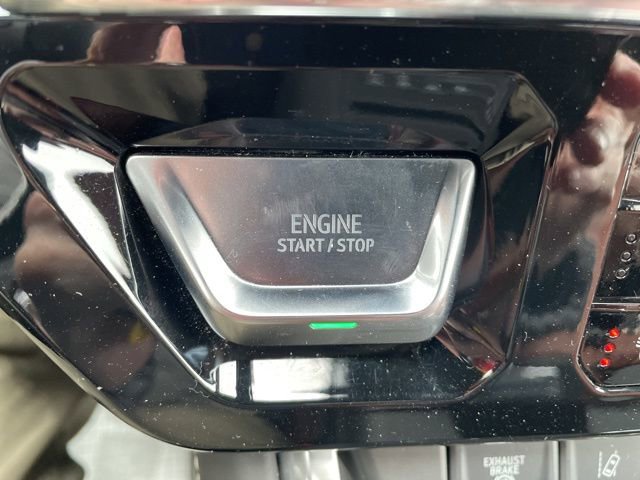 ENGINE
START / STOP
EXHAUST
BRAKE